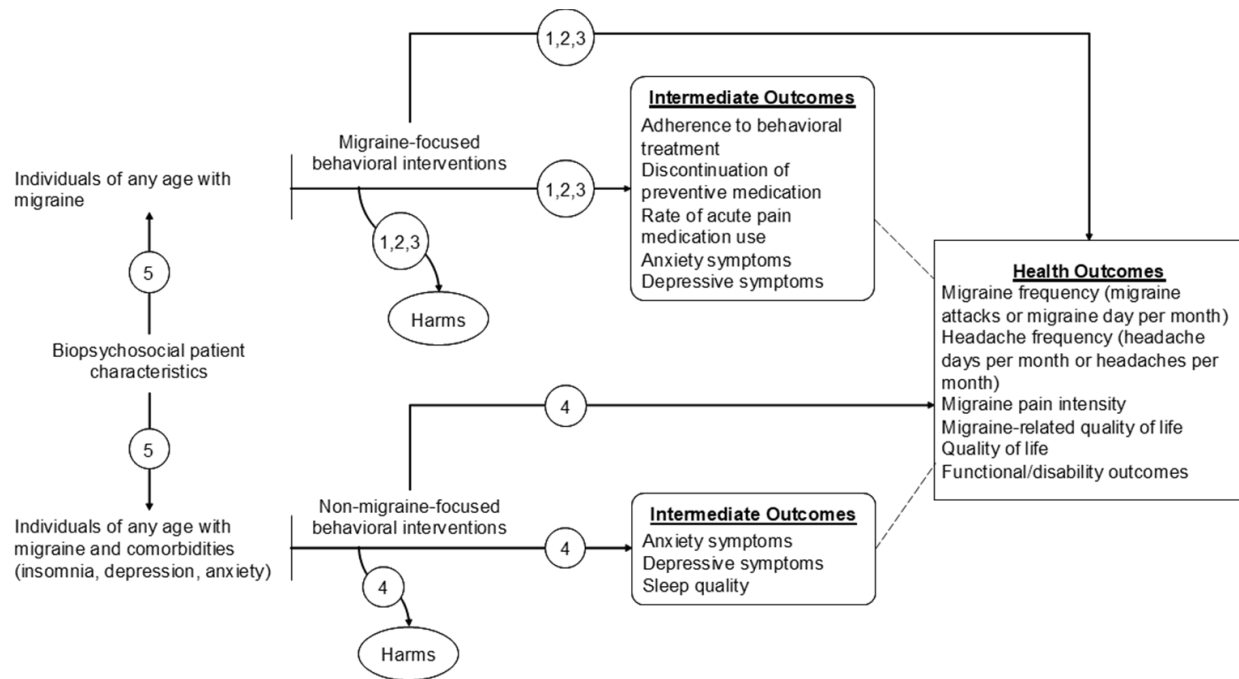 1,2,3
Migraine-focused
behavioral interventions
Individuals of any age with
migraine
1,2,3
1,2,3
Harms
Intermediate Outcomes
Adherence to behavioral
treatment
Discontinuation of
preventive medication
Rate of acute pain
medication use
Anxiety symptoms
Depressive symptoms
5
Biopsychosocial patient
characteristics
5
Health Outcomes
Migraine frequency (migraine
attacks or migraine day per month)
Headache frequency (headache
days per month or headaches per
month)
Migraine pain intensity
Migraine-related quality of life
Quality of life
Functional/disability outcomes
4
Non-migraine-focused
behavioral interventions
Individuals of any age with
migraine and comorbidities
(insomnia, depression, anxiety)
4
4
Harms
Intermediate Outcomes
Anxiety symptoms
Depressive symptoms
Sleep quality